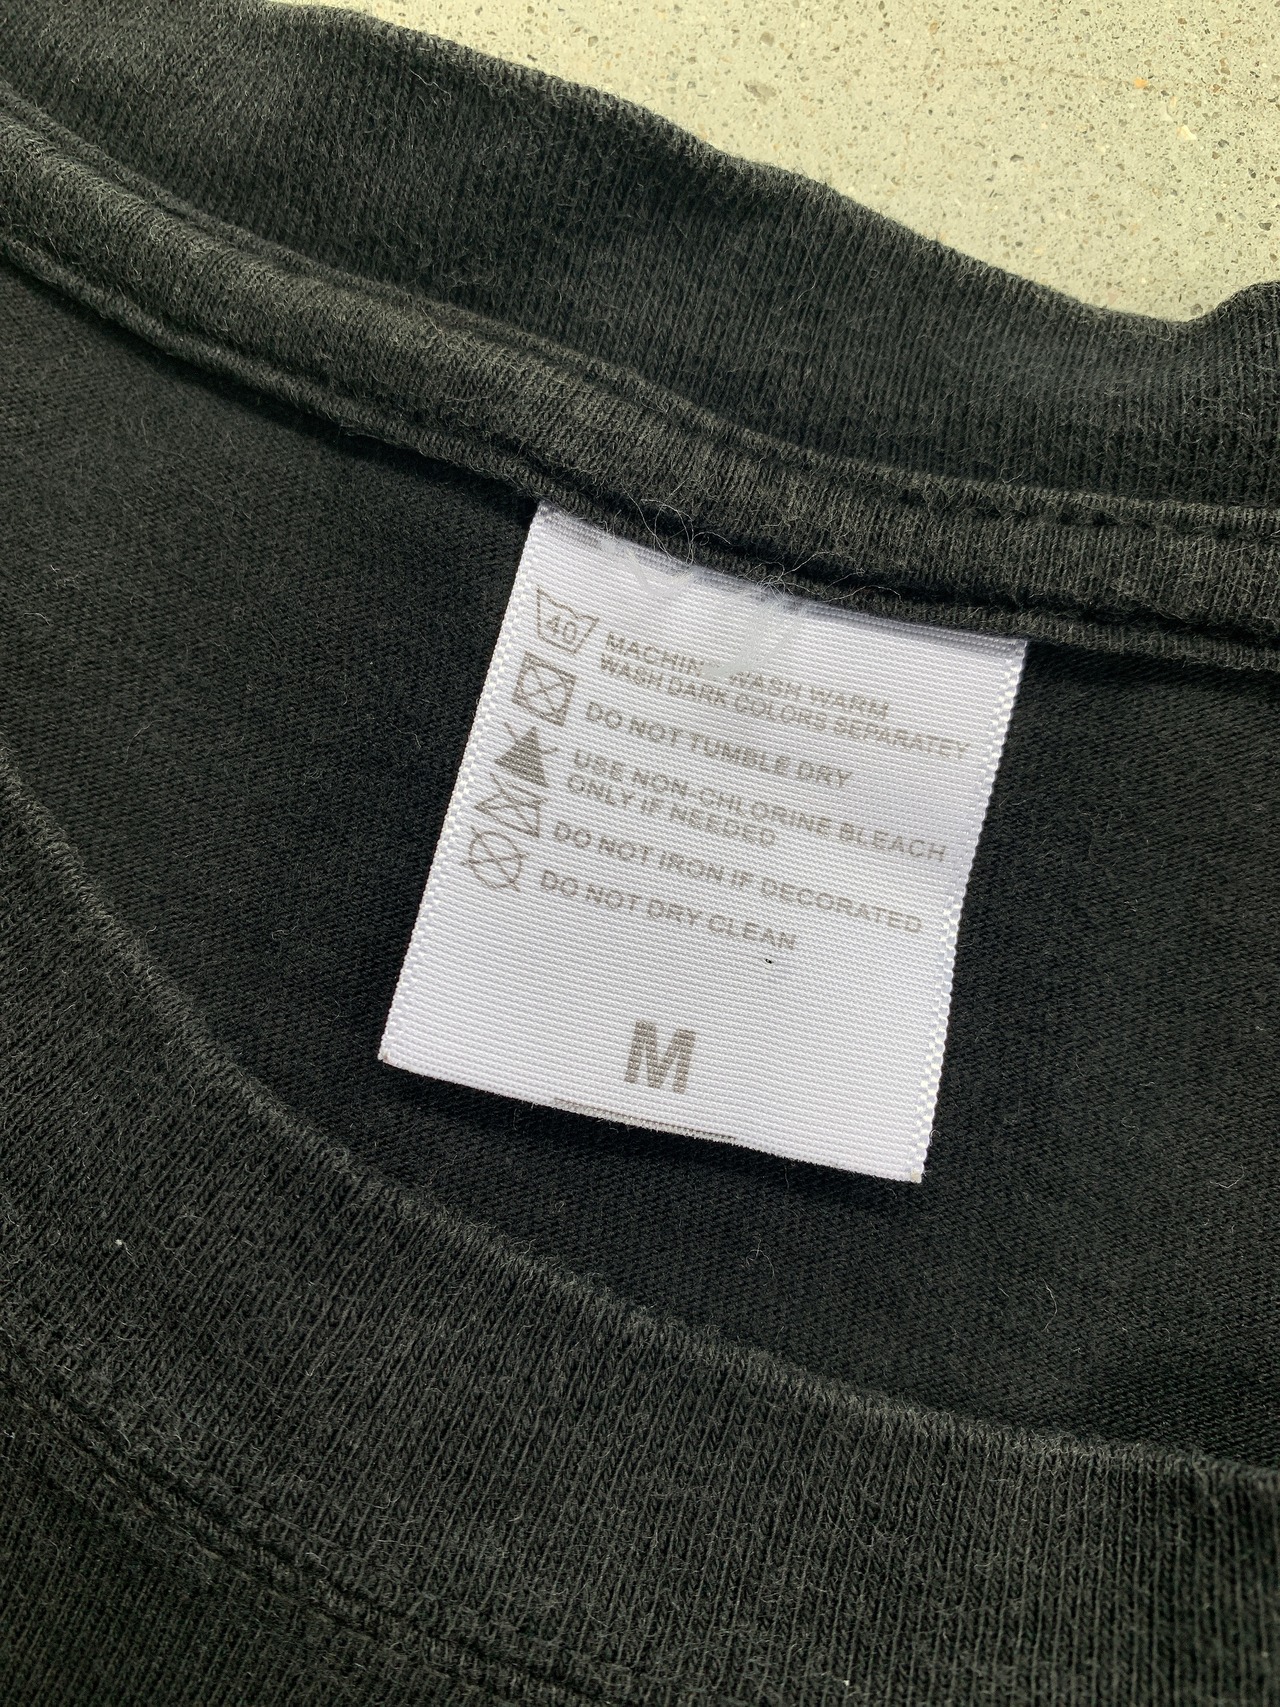 40
MACHIN WASH WARM
WASH DARK COLORS SEPARATEY
DO NOT TUMBLE DRY
USE NON-CHLORINE BLEACH
ONLY IF NEEDED
DO NOT IRON IF DECORATED
DO NOT DRY CLEAN
M